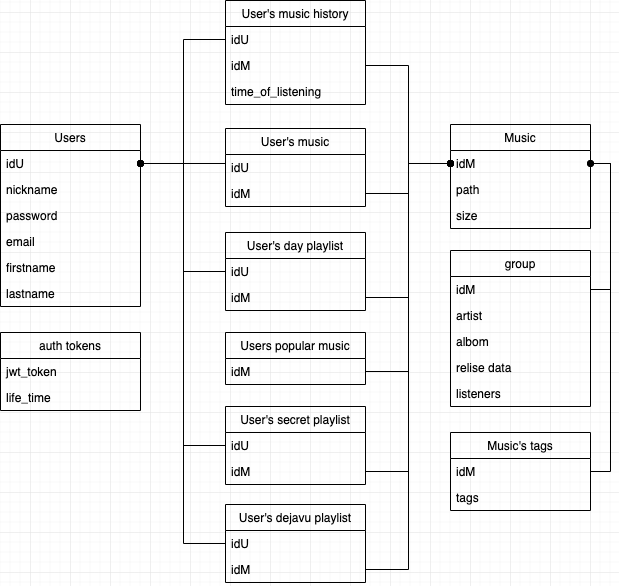 User's music history
idU
idM
time_of_listening
Users
idU
nickname
password
email
firstname
lastname
auth tokens
jwt_token
life_time
User's music
idU
idM
User's day playlist
idU
idM
Users popular music
idM
User's secret playlist
idU
idM
User's dejavu playlist
idU
idM
Music
idM
path
size
group
idM
artist
albom
relise data
listeners
Music's tags
idM
tags